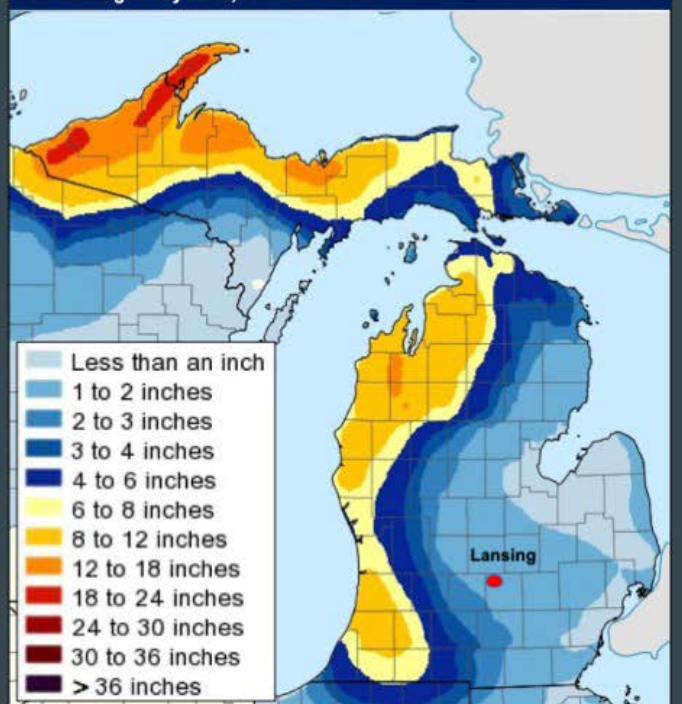 Less than an inch
1 to 2 inches
2 to 3 inches
3 to 4 inches
4 to 6 inches
6 to 8 inches
8 to 12 inches
12 to 18 inches
18 to 24 inches
24 to 30 inches
30 to 36 inches
> 36 inches
Lansing